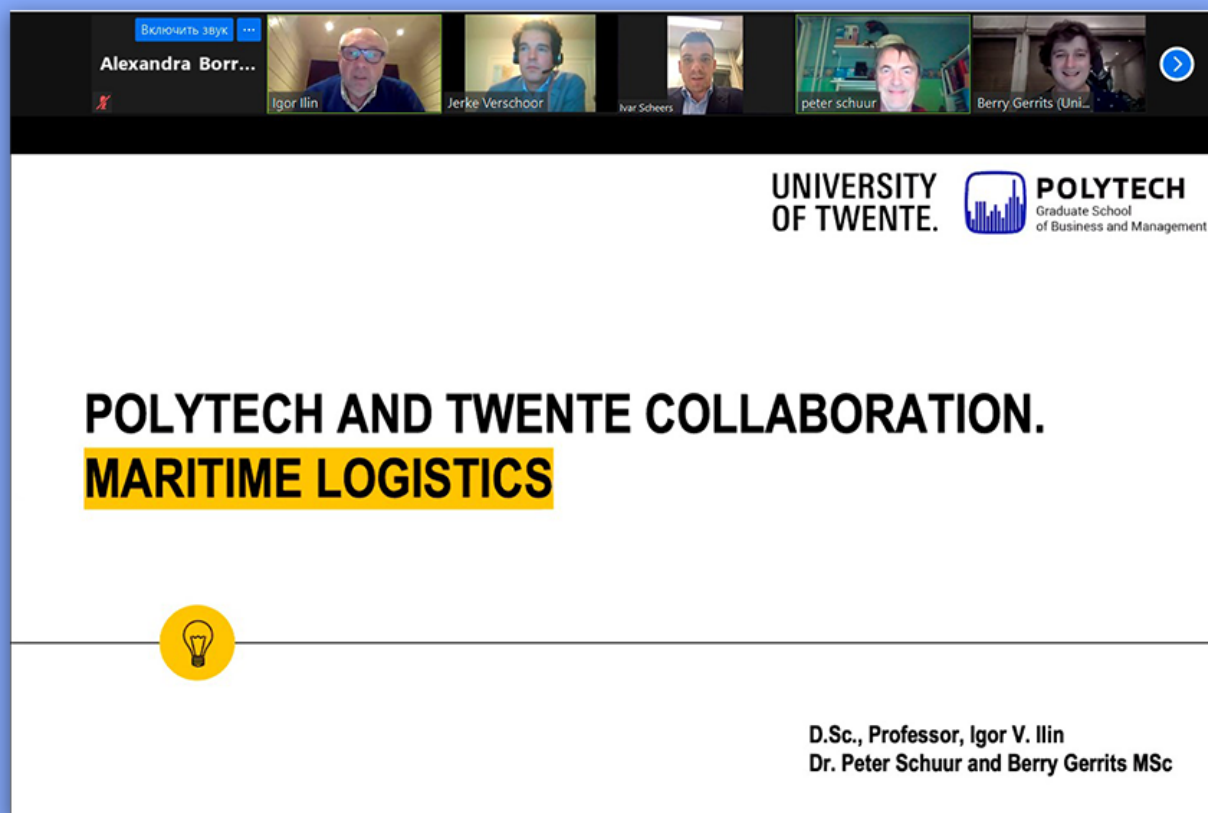 Включить звук
Alexandra Borr...
Igor Ilin
Jerke Verschoor
Ivar Scheers
peter schuur
Berry Gerrits (Uni...
UNIVERSITY
OF TWENTE.
POLYTECH
Graduate School
of Business and Management
POLYTECH AND TWENTE COLLABORATION.
MARITIME LOGISTICS
D.Sc., Professor, Igor V. Ilin
Dr. Peter Schuur and Berry Gerrits MSc